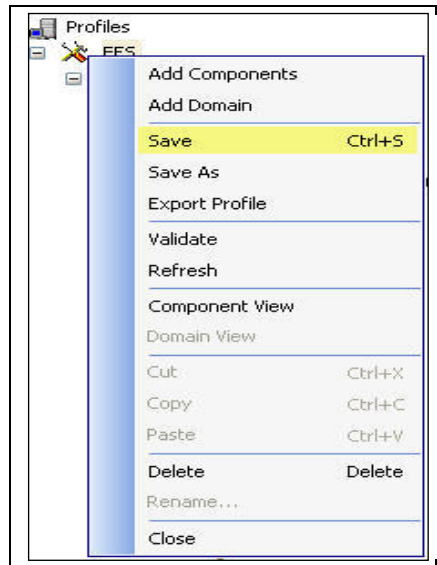 Profiles
EES
Add Components
Add Domain
Save Ctrl+S
Save As
Export Profile
Validate
Refresh
Component View
Domain View
Cut Ctrl+X
Copy Ctrl+C
Paste Ctrl+V
Delete Delete
Rename...
Close